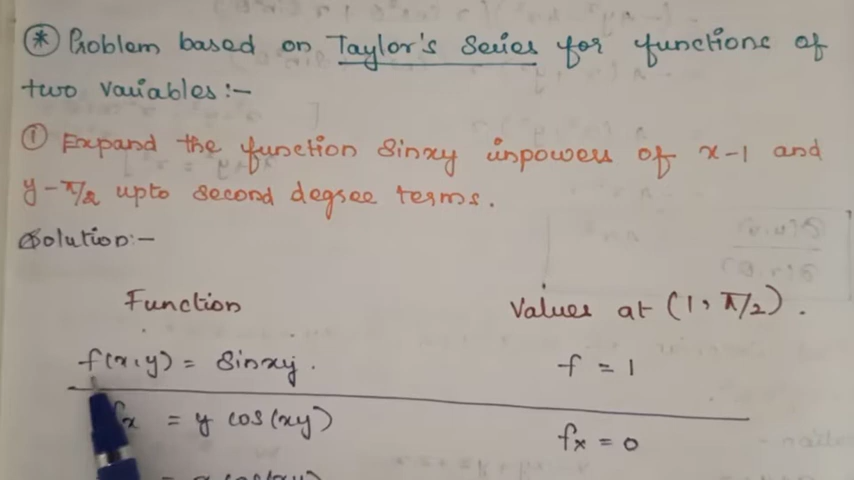 * Problem based on Taylor's Series for functions of
two variables:-
① Expand the function Sinxy inpowers of x-1 and
y-π/2 upto second degree terms.
Solution:-
Function Values at (1, π/2).
f(x,y) = Sinxy. f = 1
fx = y cos(xy) fx = 0